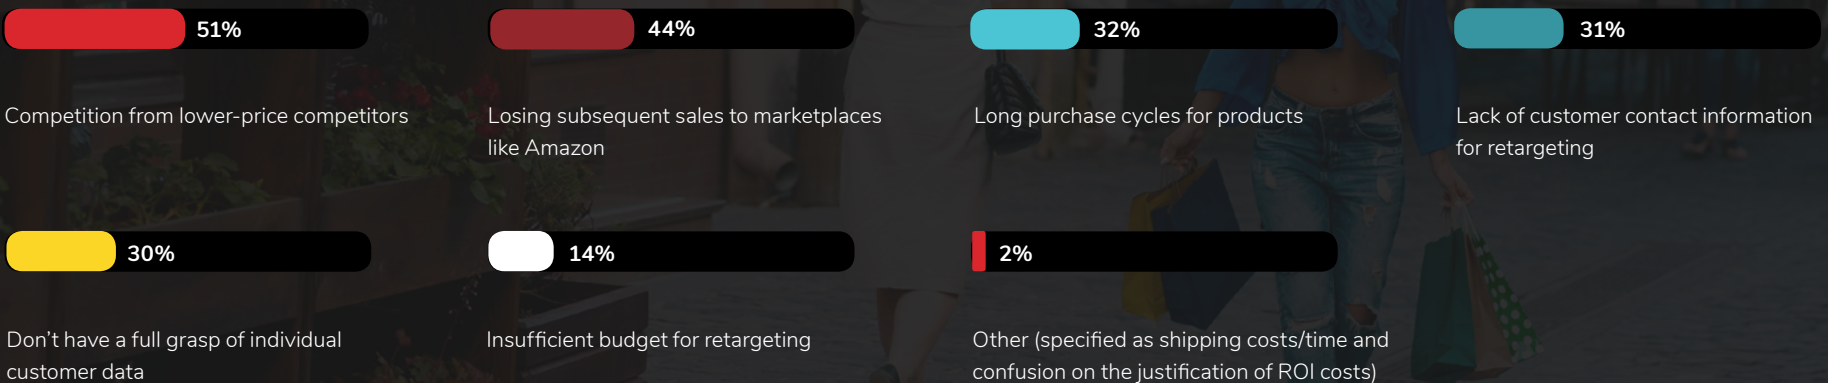 51%
44%
32%
31%
Competition from lower-price competitors
Losing subsequent sales to marketplaces
like Amazon
Long purchase cycles for products
Lack of customer contact information
for retargeting
30%
14%
2%
Don’t have a full grasp of individual
customer data
Insufficient budget for retargeting
Other (specified as shipping costs/time and
confusion on the justification of ROI costs)